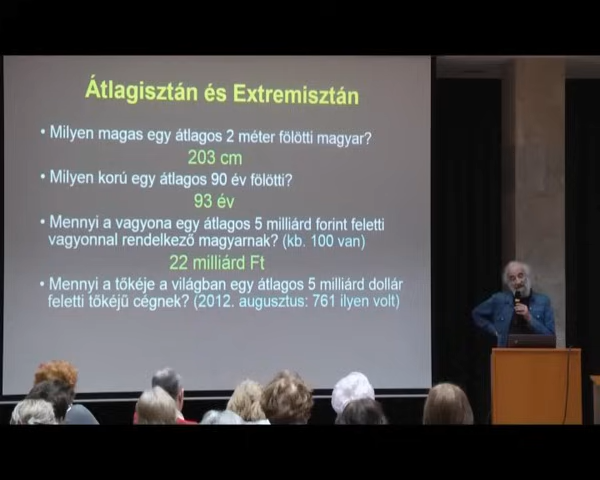 Átlagisztán és Extremisztán
• Milyen magas egy átlagos 2 méter fölötti magyar?
203 cm
• Milyen korú egy átlagos 90 év fölötti?
93 év
• Mennyi a vagyona egy átlagos 5 milliárd forint feletti
vagyonnal rendelkező magyarnak? (kb. 100 van)
22 milliárd Ft
• Mennyi a tőkéje a világban egy átlagos 5 milliárd dollár
feletti tőkéjű cégnek? (2012. augusztus: 761 ilyen volt)